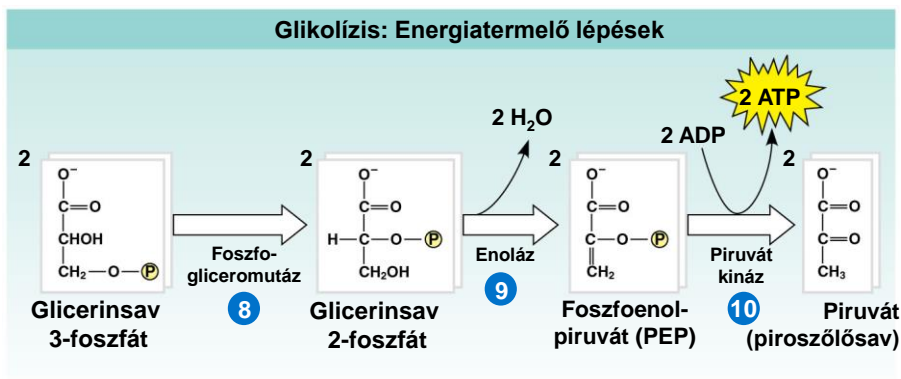 Glikolízis: Energiatermelő lépések
2 ATP
2 H₂O
2 ADP
2
2
2
2
O⁻
C=O
CHOH
CH₂—O—P
O⁻
C=O
H—C—O—P
CH₂OH
O⁻
C=O
C—O—P
CH₂
O⁻
C=O
C=O
CH₃
Foszfo-
gliceromutáz
8
Enoláz
9
Piruvát
kináz
10
Glicerinsav
3-foszfát
Glicerinsav
2-foszfát
Foszfoenol-
piruvát (PEP)
Piruvát
(piroszőlősav)